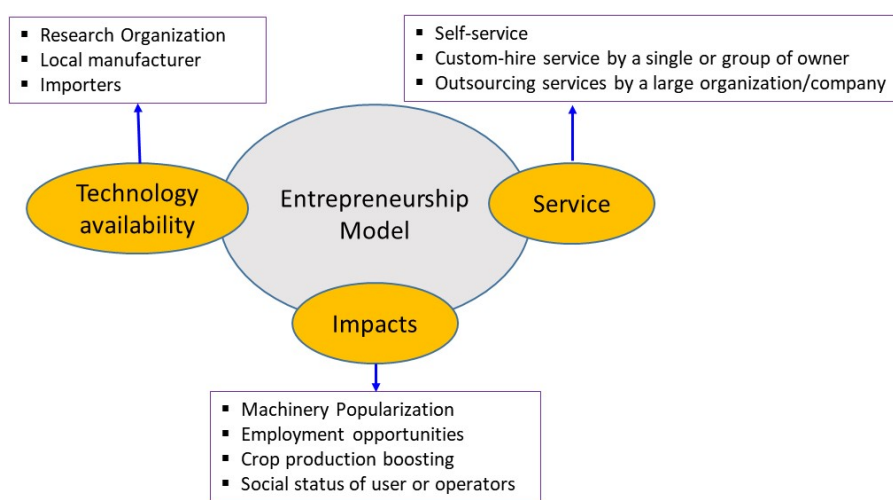 ▪ Research Organization
▪ Local manufacturer
▪ Importers
▪ Self-service
▪ Custom-hire service by a single or group of owner
▪ Outsourcing services by a large organization/company
Technology
availability
Entrepreneurship
Model
Service
Impacts
▪ Machinery Popularization
▪ Employment opportunities
▪ Crop production boosting
▪ Social status of user or operators